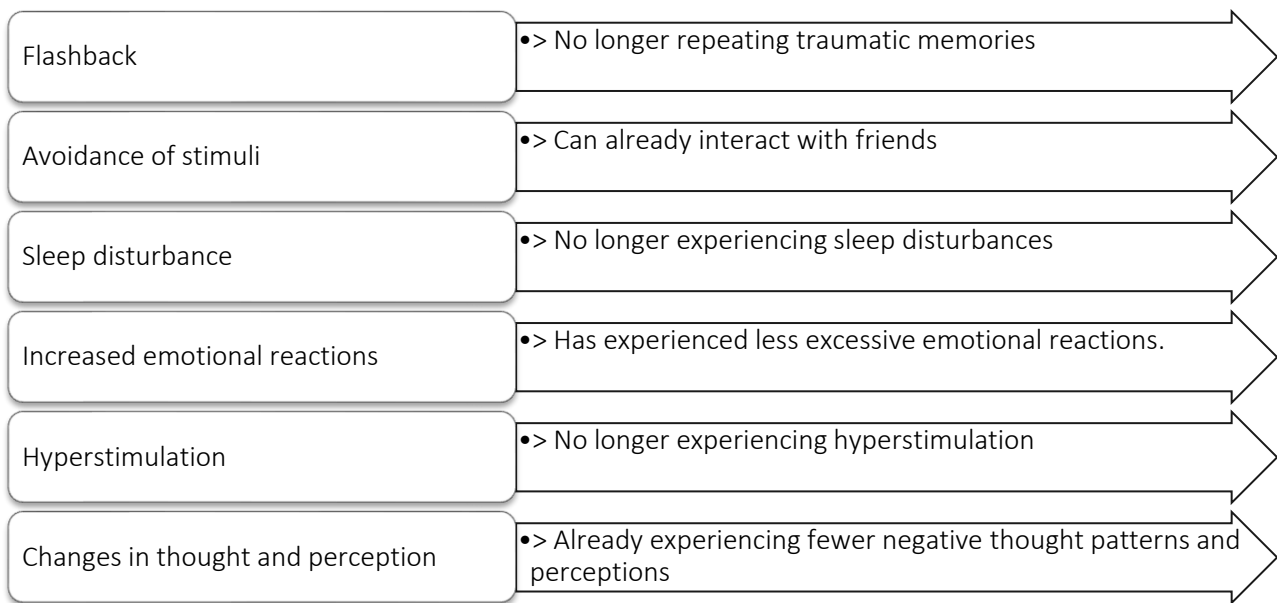 Flashback
•> No longer repeating traumatic memories
Avoidance of stimuli
•> Can already interact with friends
Sleep disturbance
•> No longer experiencing sleep disturbances
Increased emotional reactions
•> Has experienced less excessive emotional reactions.
Hyperstimulation
•> No longer experiencing hyperstimulation
Changes in thought and perception
•> Already experiencing fewer negative thought patterns and
perceptions